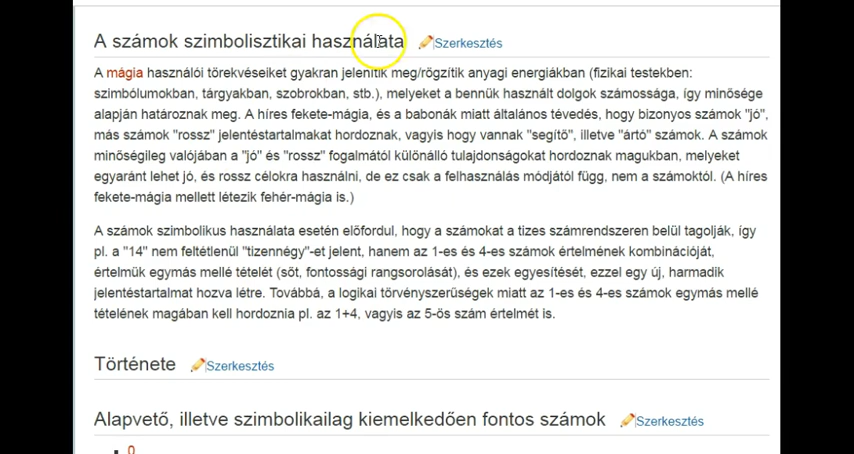 A számok szimbolisztikai használata Szerkesztés
A mágia használói törekvéseiket gyakran jelenítik meg/rögzítik anyagi energiákban (fizikai testekben:
szimbólumokban, tárgyakban, szobrokban, stb.), melyeket a bennük használt dolgok számossága, így minősége
alapján határoznak meg. A híres fekete-mágia, és a babonák miatt általános tévedés, hogy bizonyos számok "jó",
más számok "rossz" jelentéstartalmakat hordoznak, vagyis hogy vannak "segítő", illetve "ártó" számok. A számok
minőségileg valójában a "jó" és "rossz" fogalmától különálló tulajdonságokat hordoznak magukban, melyeket
egyaránt lehet jó, és rossz célokra használni, de ez csak a felhasználás módjától függ, nem a számoktól. (A híres
fekete-mágia mellett létezik fehér-mágia is.)
A számok szimbolikus használata esetén előfordul, hogy a számokat a tizes számrendszeren belül tagolják, így
pl. a "14" nem feltétlenül "tizennégy"-et jelent, hanem az 1-es és 4-es számok értelmének kombinációját,
értelmük egymás mellé tételét (sőt, fontossági rangsorolását), és ezek egyesítését, ezzel egy új, harmadik
jelentéstartalmat hozva létre. Továbbá, a logikai törvényszerűségek miatt az 1-es és 4-es számok egymás mellé
tételének magában kell hordoznia pl. az 1+4, vagyis az 5-ös szám értelmét is.
Története Szerkesztés
Alapvető, illetve szimbolikailag kiemelkedően fontos számok Szerkesztés